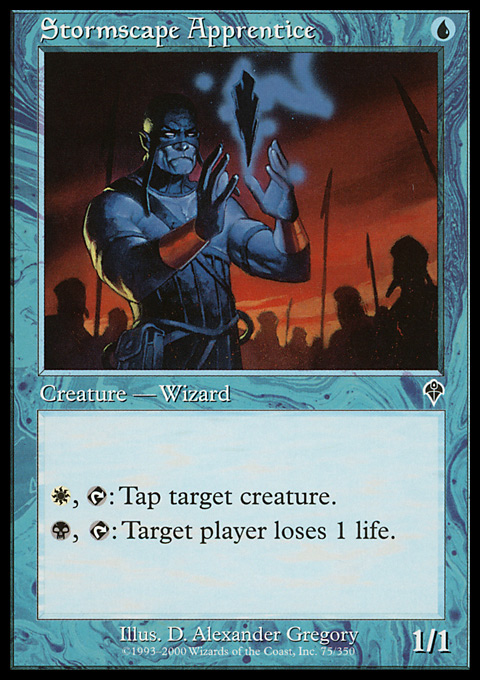 Stormscape Apprentice
Creature — Wizard
, : Tap target creature.
, : Target player loses 1 life.
Illus. D. Alexander Gregory
1/1
©1993–2000 Wizards of the Coast, Inc. 75/350